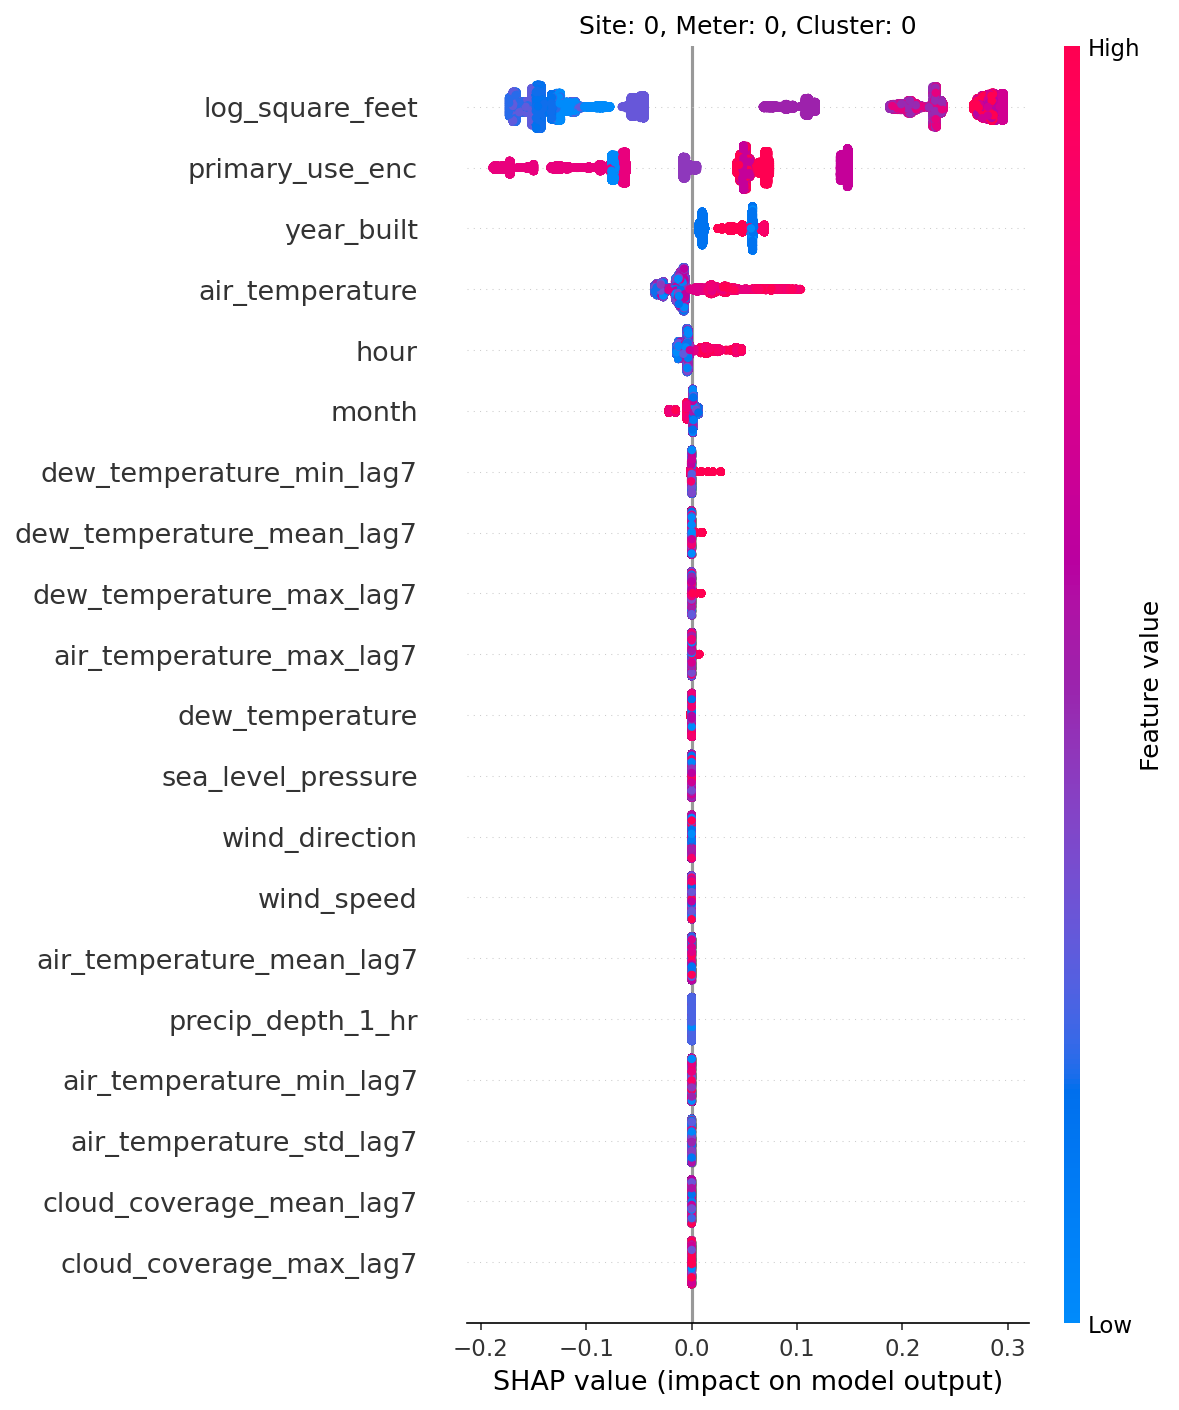 Site: 0, Meter: 0, Cluster: 0
High
log_square_feet
primary_use_enc
year_built
air_temperature
hour
month
dew_temperature_min_lag7
dew_temperature_mean_lag7
dew_temperature_max_lag7
air_temperature_max_lag7
dew_temperature
sea_level_pressure
wind_direction
wind_speed
air_temperature_mean_lag7
precip_depth_1_hr
air_temperature_min_lag7
air_temperature_std_lag7
cloud_coverage_mean_lag7
cloud_coverage_max_lag7
Feature value
Low
−0.2 −0.1 0.0 0.1 0.2 0.3
SHAP value (impact on model output)